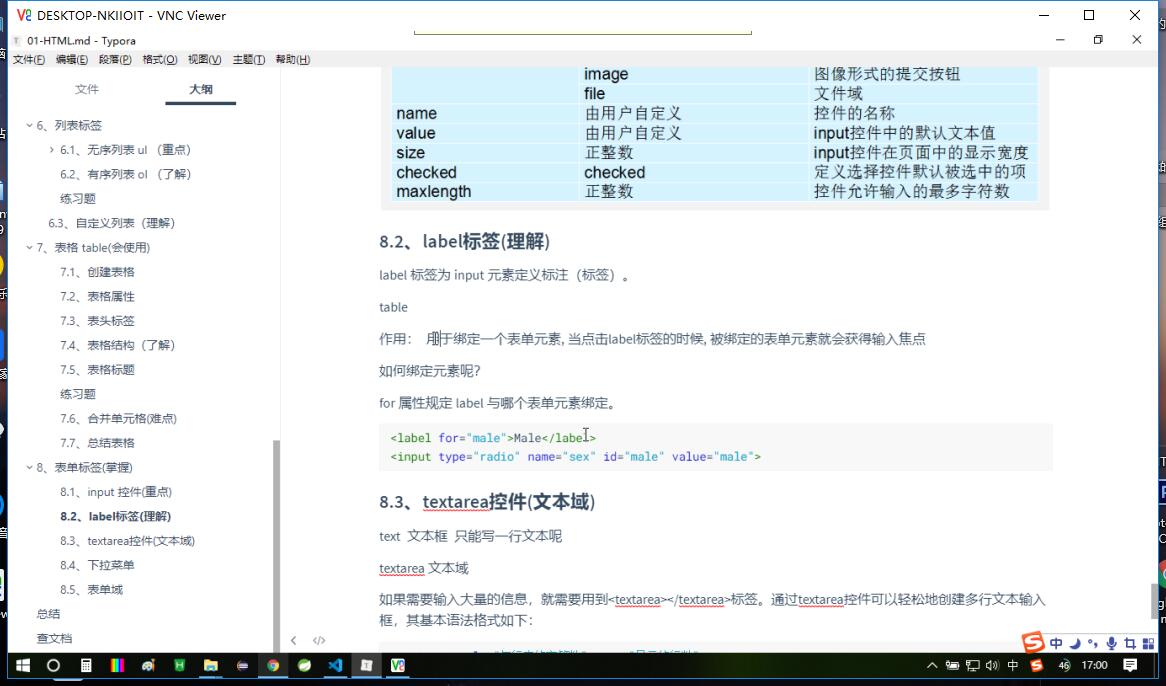 DESKTOP-NKIIOIT - VNC Viewer
01-HTML.md - Typora
文件(F) 编辑(E) 段落(P) 格式(O) 视图(V) 主题(T) 帮助(H)
文件 大纲
6、列表标签
6.1、无序列表 ul （重点）
6.2、有序列表 ol （了解）
练习题
6.3、自定义列表（理解）
7、表格 table(会使用)
7.1、创建表格
7.2、表格属性
7.3、表头标签
7.4、表格结构（了解）
7.5、表格标题
练习题
7.6、合并单元格(难点)
7.7、总结表格
8、表单标签(掌握)
8.1、input 控件(重点)
8.2、label标签(理解)
8.3、textarea控件(文本域)
8.4、下拉菜单
8.5、表单域
总结
查文档
image 图像形式的提交按钮
file 文件域
name 由用户自定义 控件的名称
value 由用户自定义 input控件中的默认文本值
size 正整数 input控件在页面中的显示宽度
checked checked 定义选择控件默认被选中的项
maxlength 正整数 控件允许输入的最多字符数
8.2、label标签(理解)
label 标签为 input 元素定义标注（标签）。
table
作用： 用于绑定一个表单元素, 当点击label标签的时候, 被绑定的表单元素就会获得输入焦点
如何绑定元素呢？
for 属性规定 label 与哪个表单元素绑定。
<label for="male">Male</label>
<input type="radio" name="sex" id="male" value="male">
8.3、textarea控件(文本域)
text 文本框 只能写一行文本呢
textarea 文本域
如果需要输入大量的信息，就需要用到<textarea></textarea>标签。通过textarea控件可以轻松地创建多行文本输入
框，其基本语法格式如下：
中
中 46 17:00